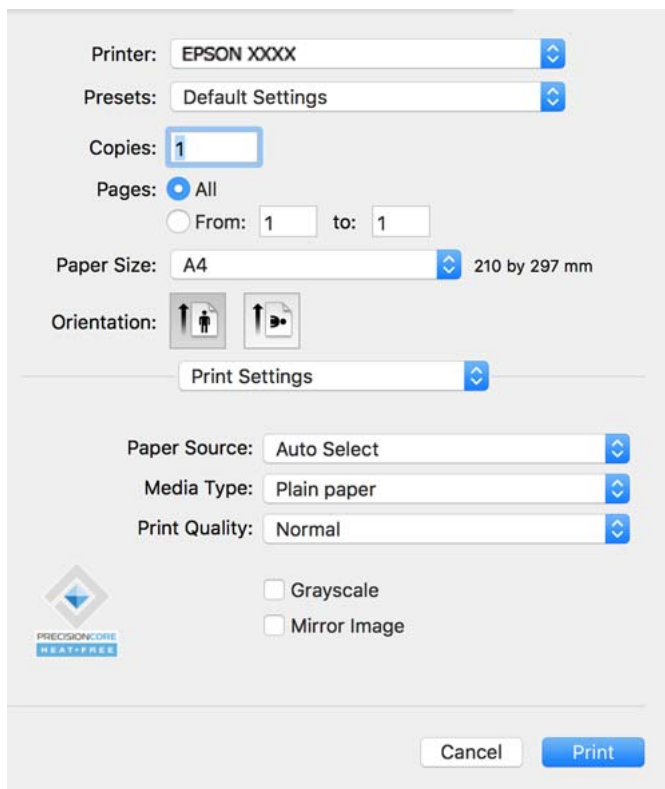 Printer: EPSON XXXX
Presets: Default Settings
Copies: 1
Pages: All
From: 1 to: 1
Paper Size: A4 210 by 297 mm
Orientation:
Print Settings
Paper Source: Auto Select
Media Type: Plain paper
Print Quality: Normal
Grayscale
Mirror Image
PRECISIONCORE
HEAT-FREE
Cancel Print